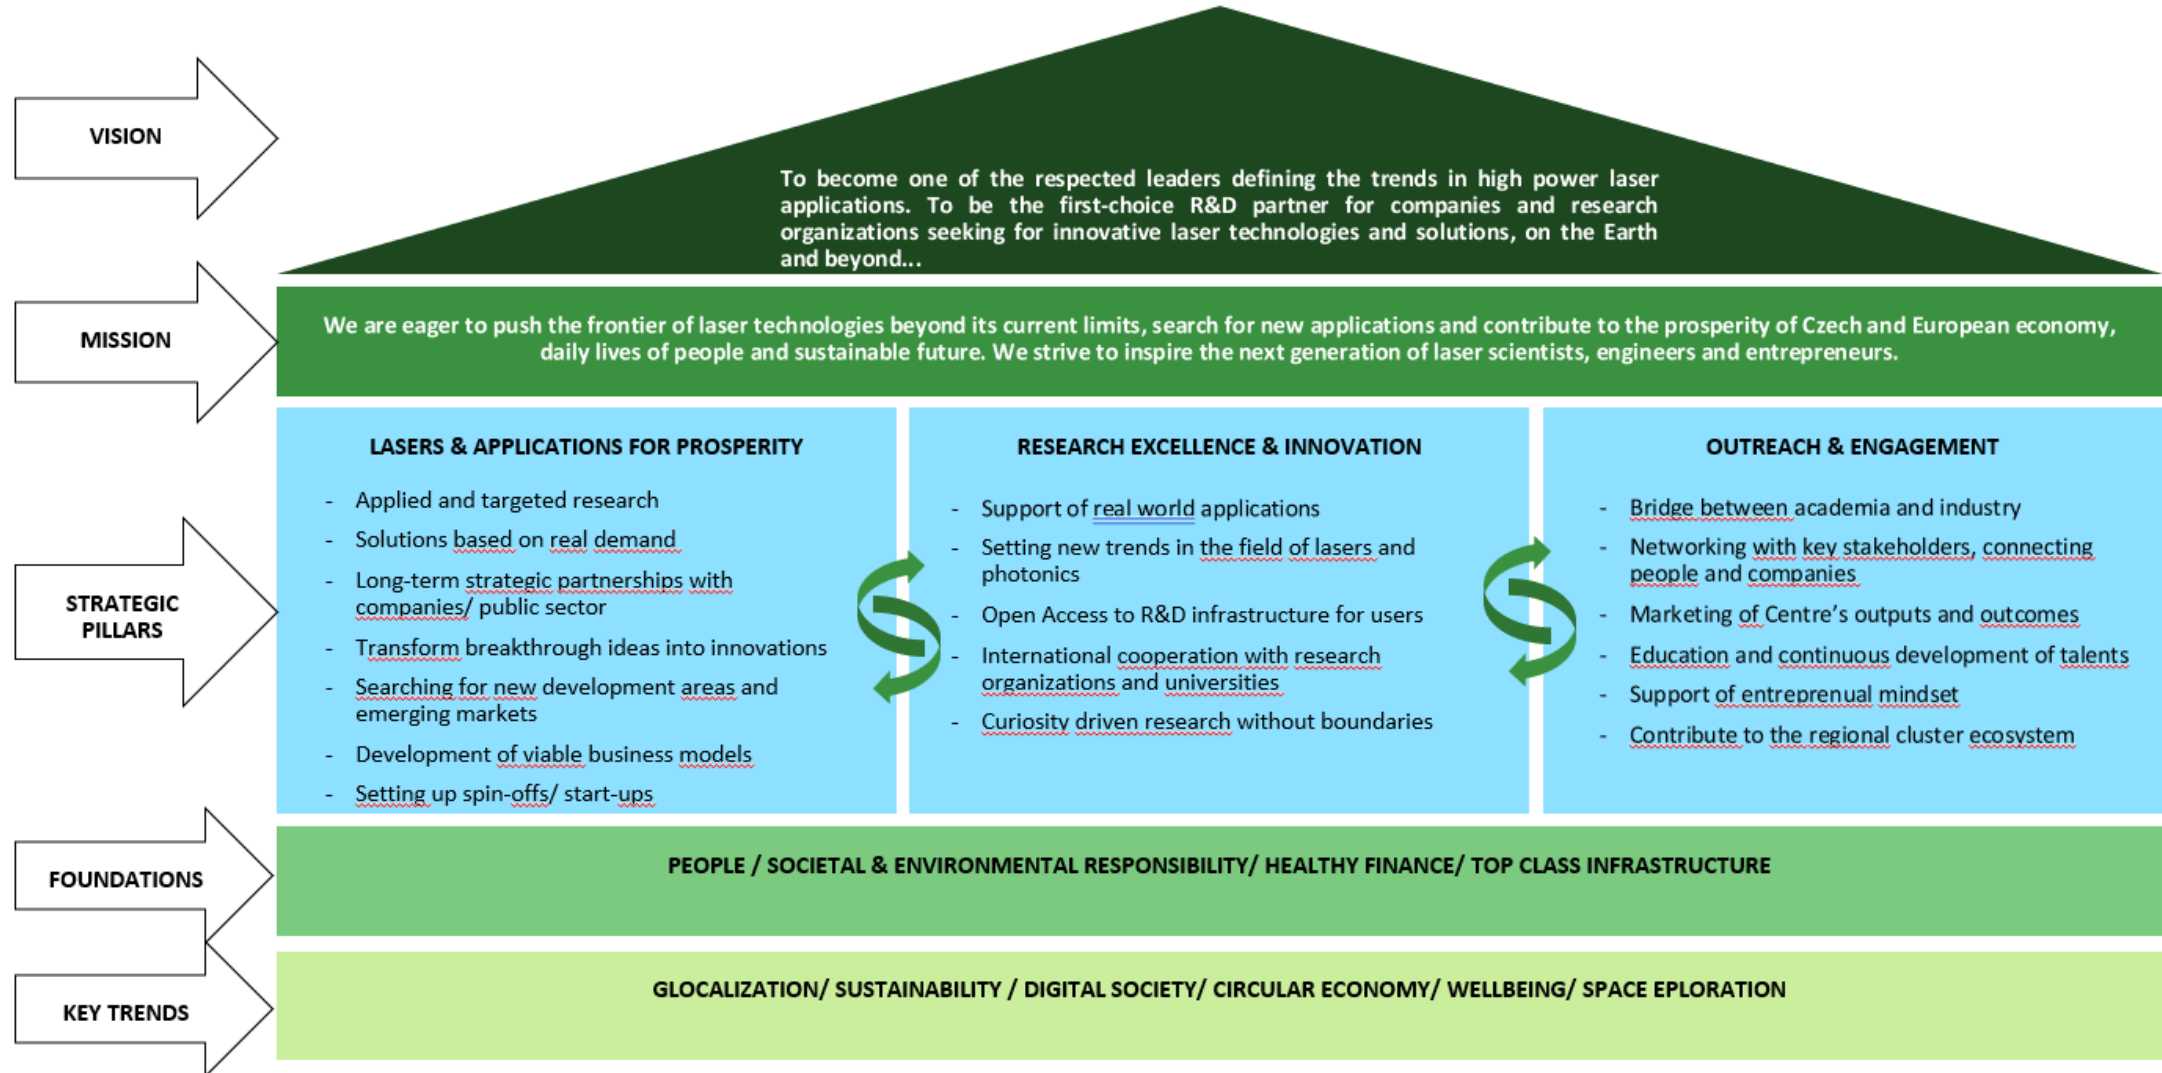 VISION
To become one of the respected leaders defining the trends in high power laser
applications. To be the first-choice R&D partner for companies and research
organizations seeking for innovative laser technologies and solutions, on the Earth
and beyond...
MISSION
We are eager to push the frontier of laser technologies beyond its current limits, search for new applications and contribute to the prosperity of Czech and European economy,
daily lives of people and sustainable future. We strive to inspire the next generation of laser scientists, engineers and entrepreneurs.
STRATEGIC
PILLARS
LASERS & APPLICATIONS FOR PROSPERITY
- Applied and targeted research
- Solutions based on real demand
- Long-term strategic partnerships with
companies/ public sector
- Transform breakthrough ideas into innovations
- Searching for new development areas and
emerging markets
- Development of viable business models
- Setting up spin-offs/ start-ups
RESEARCH EXCELLENCE & INNOVATION
- Support of real world applications
- Setting new trends in the field of lasers and
photonics
- Open Access to R&D infrastructure for users
- International cooperation with research
organizations and universities
- Curiosity driven research without boundaries
OUTREACH & ENGAGEMENT
- Bridge between academia and industry
- Networking with key stakeholders, connecting
people and companies
- Marketing of Centre's outputs and outcomes
- Education and continuous development of talents
- Support of entreprenual mindset
- Contribute to the regional cluster ecosystem
FOUNDATIONS
PEOPLE / SOCIETAL & ENVIRONMENTAL RESPONSIBILITY/ HEALTHY FINANCE/ TOP CLASS INFRASTRUCTURE
KEY TRENDS
GLOCALIZATION/ SUSTAINABILITY / DIGITAL SOCIETY/ CIRCULAR ECONOMY/ WELLBEING/ SPACE EPLORATION